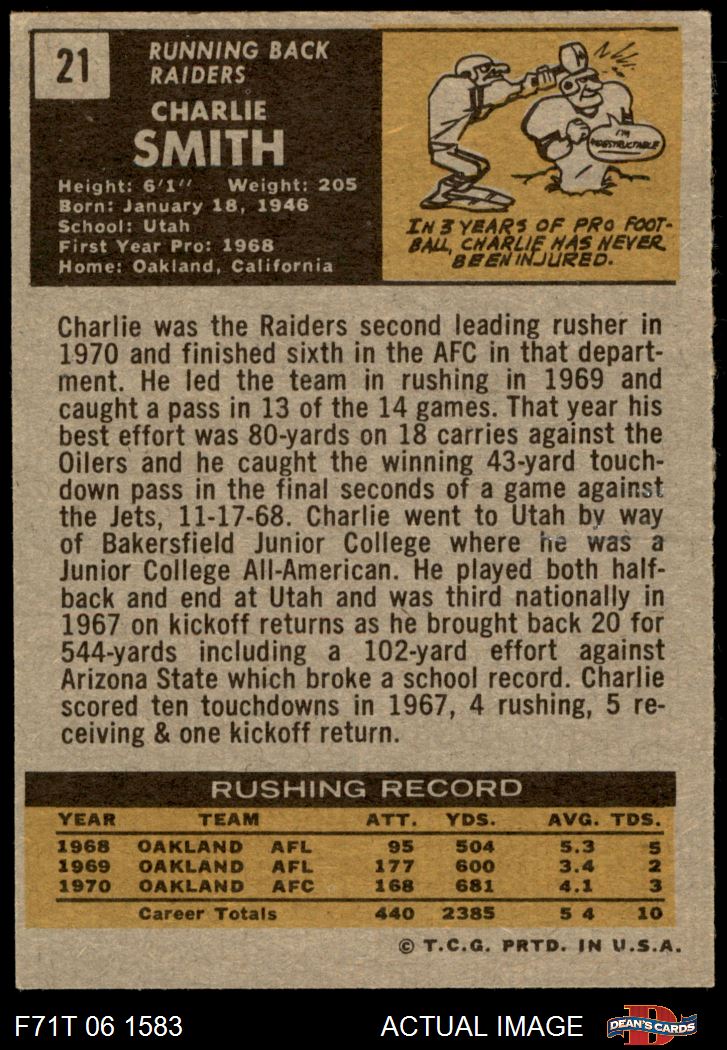 21
RUNNING BACK
RAIDERS
CHARLIE
SMITH
Height: 6'1" Weight: 205
Born: January 18, 1946
School: Utah
First Year Pro: 1968
Home: Oakland, California
I'M
INDESTRUCTABLE
IN 3 YEARS OF PRO FOOT-
BALL, CHARLIE HAS NEVER
BEEN INJURED.
Charlie was the Raiders second leading rusher in
1970 and finished sixth in the AFC in that depart-
ment. He led the team in rushing in 1969 and
caught a pass in 13 of the 14 games. That year his
best effort was 80-yards on 18 carries against the
Oilers and he caught the winning 43-yard touch-
down pass in the final seconds of a game against
the Jets, 11-17-68. Charlie went to Utah by way
of Bakersfield Junior College where he was a
Junior College All-American. He played both half-
back and end at Utah and was third nationally in
1967 on kickoff returns as he brought back 20 for
544-yards including a 102-yard effort against
Arizona State which broke a school record. Charlie
scored ten touchdowns in 1967, 4 rushing, 5 re-
ceiving & one kickoff return.
RUSHING RECORD
YEAR TEAM ATT. YDS. AVG. TDS.
1968 OAKLAND AFL 95 504 5.3 5
1969 OAKLAND AFL 177 600 3.4 2
1970 OAKLAND AFC 168 681 4.1 3
Career Totals 440 2385 5 4 10
© T.C.G. PRTD. IN U.S.A.
F71T 06 1583 ACTUAL IMAGE DEAN'S CARDS